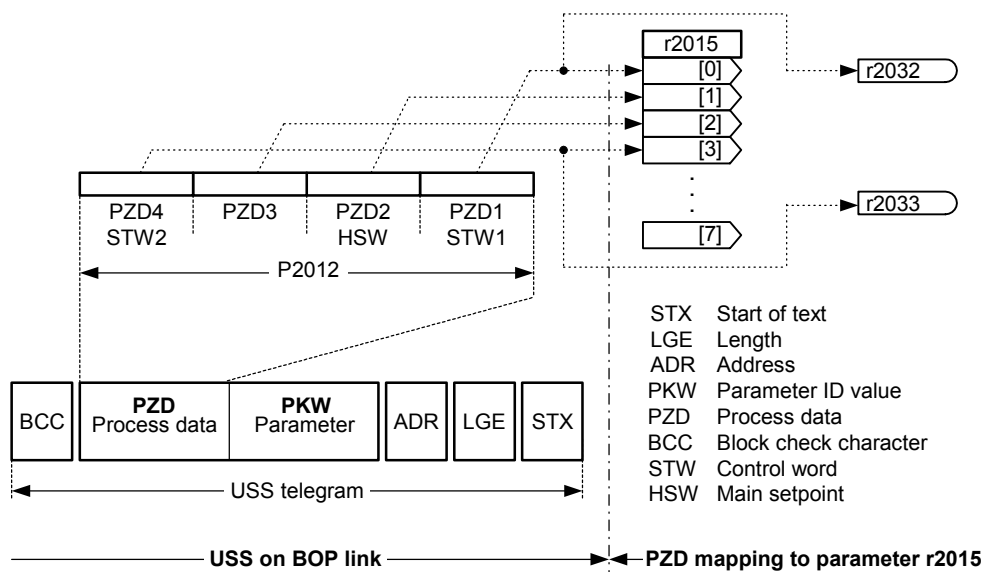 r2015
[0]
r2032
[1]
[2]
[3]
PZD4 PZD3 PZD2 PZD1
STW2 HSW STW1
r2033
[7]
P2012
STX Start of text
LGE Length
ADR Address
PKW Parameter ID value
PZD Process data
BCC Block check character
STW Control word
HSW Main setpoint
BCC
PZD
Process data
PKW
Parameter
ADR
LGE
STX
USS telegram
USS on BOP link
PZD mapping to parameter r2015